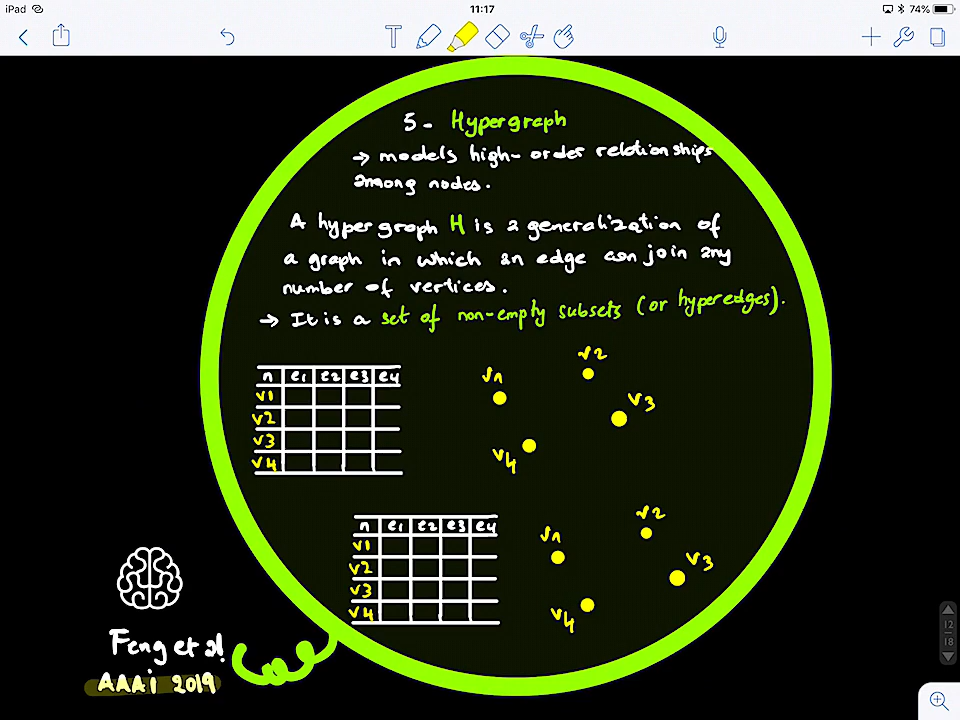 iPad 11:17 74%
5- Hypergraph
→ models high-order relationships
among nodes.
A hypergraph H is a generalization of
a graph in which an edge can join any
number of vertices.
→ It is a set of non-empty subsets (or hyperedges).
n e1 e2 e3 e4
v1
v2
v3
v4
v1
v2
v3
v4
n e1 e2 e3 e4
v1
v2
v3
v4
v1
v2
v3
v4
Feng et al
AAAi 2019
12
18